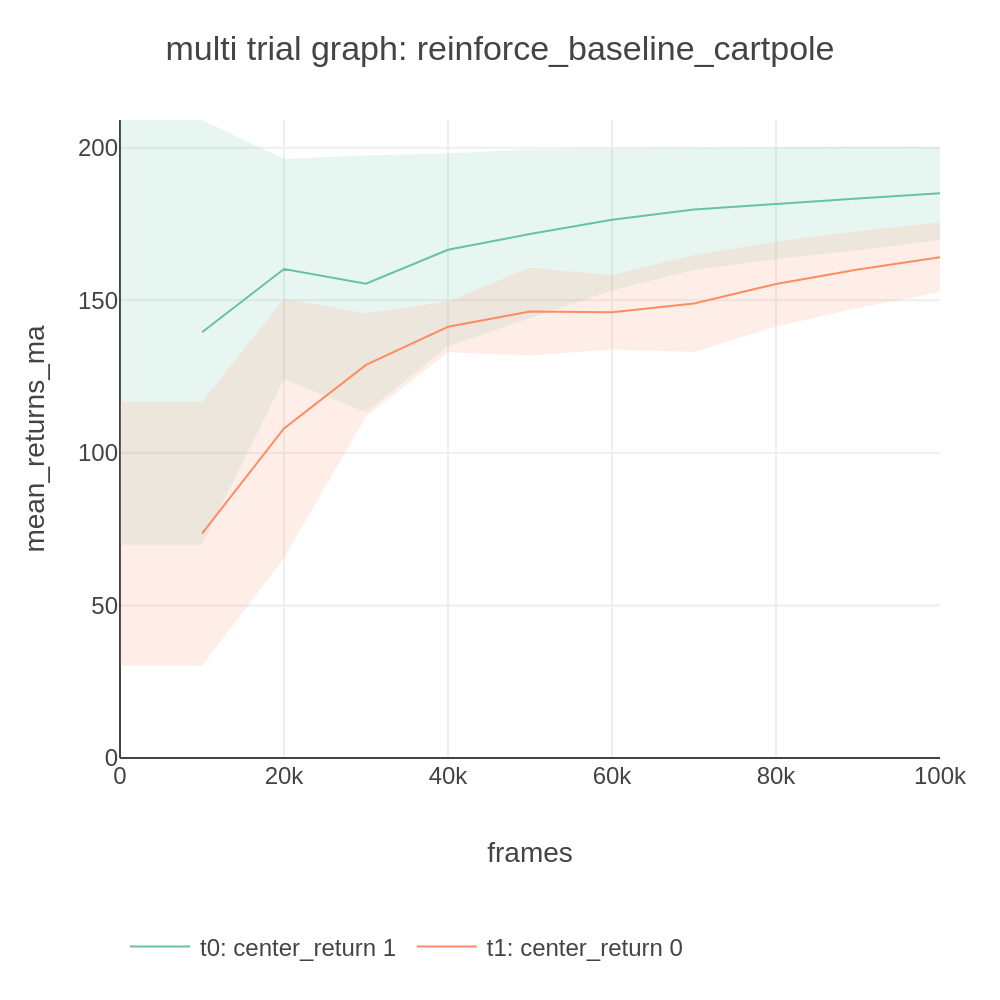 multi trial graph: reinforce_baseline_cartpole
mean_returns_ma
200
150
100
50
0
0
20k
40k
60k
80k
100k
frames
t0: center_return 1
t1: center_return 0